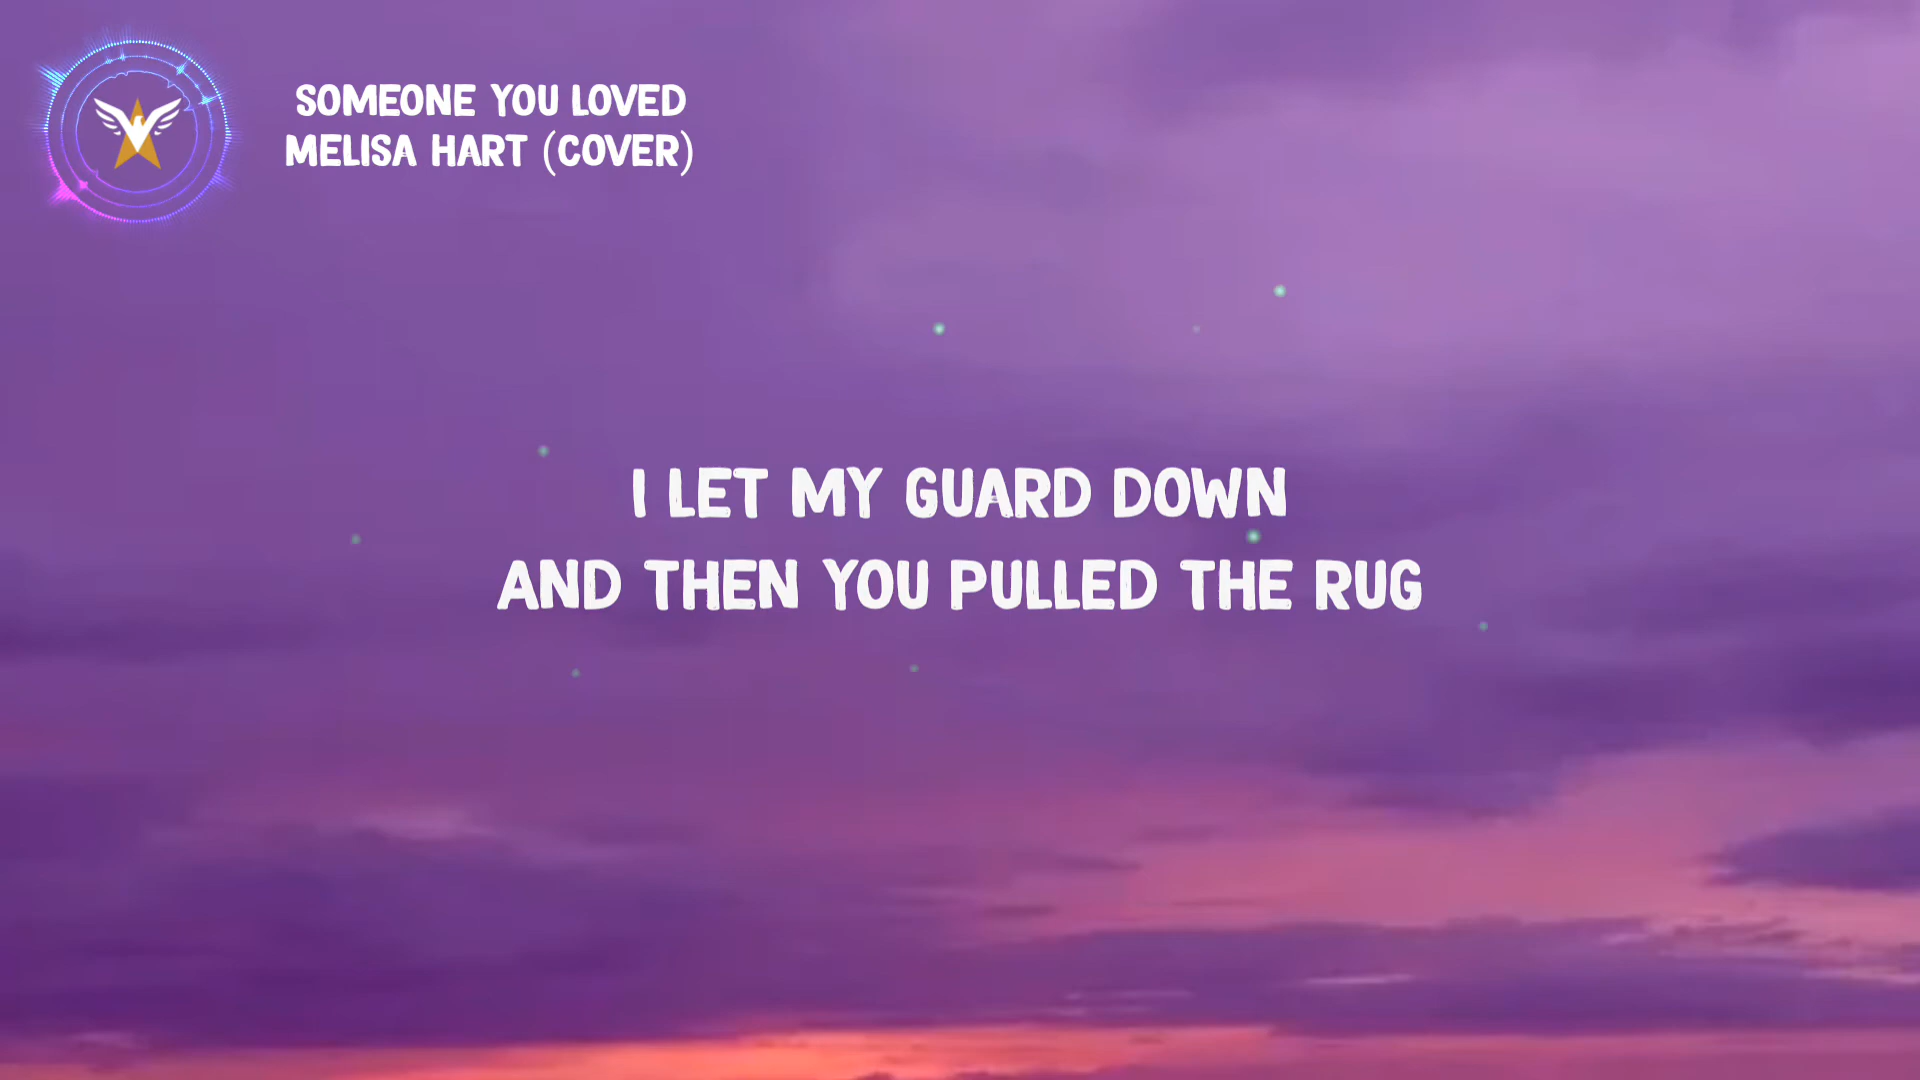 SOMEONE YOU LOVED
MELISA HART (COVER)
I LET MY GUARD DOWN
AND THEN YOU PULLED THE RUG